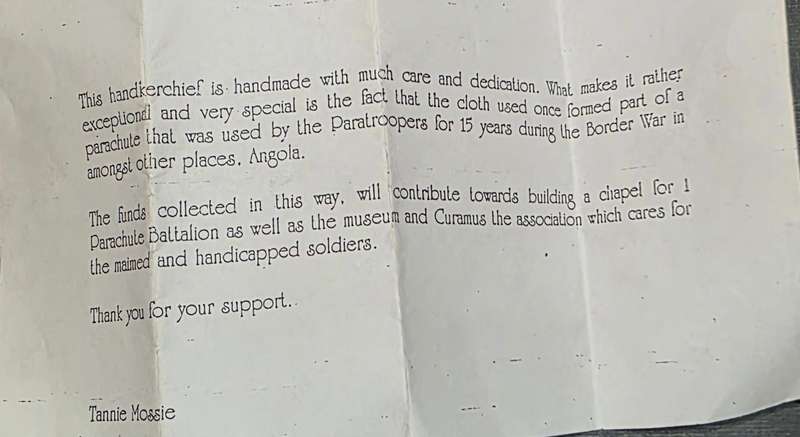 This handkerchief is handmade with much care and dedication. What makes it rather
exceptional and very special is the fact that the cloth used once formed part of a
parachute that was used by the Paratroopers for 15 years during the Border War in
amongst other places, Angola.
The funds collected in this way, will contribute towards building a chapel for 1
Parachute Battalion as well as the museum and Curamus the association which cares for
the maimed and handicapped soldiers.
Thank you for your support..
Tannie Mossie